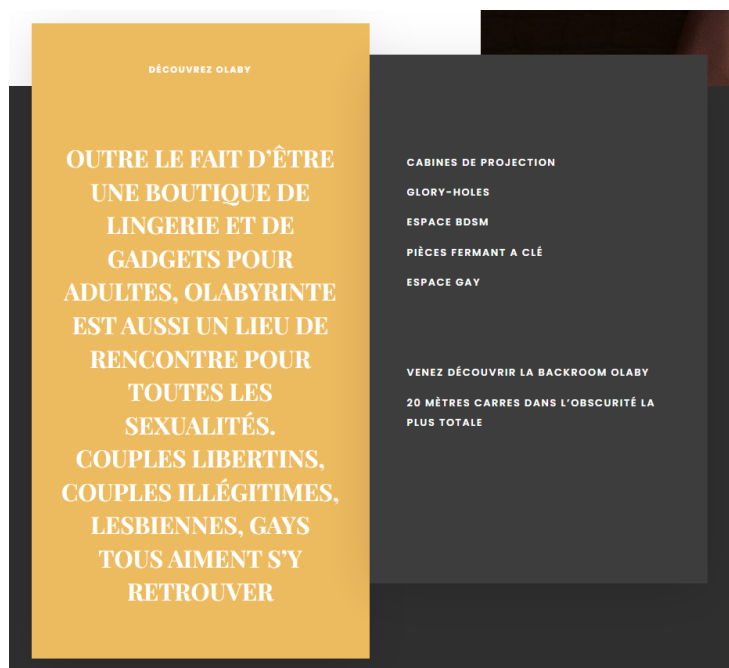 DÉCOUVREZ OLABY
OUTRE LE FAIT D’ÊTRE
UNE BOUTIQUE DE
LINGERIE ET DE
GADGETS POUR
ADULTES, OLABYRINTE
EST AUSSI UN LIEU DE
RENCONTRE POUR
TOUTES LES
SEXUALITÉS.
COUPLES LIBERTINS,
COUPLES ILLÉGITIMES,
LESBIENNES, GAYS
TOUS AIMENT S’Y
RETROUVER
CABINES DE PROJECTION
GLORY-HOLES
ESPACE BDSM
PIÈCES FERMANT A CLÉ
ESPACE GAY
VENEZ DÉCOUVRIR LA BACKROOM OLABY
20 MÈTRES CARRES DANS L’OBSCURITÉ LA
PLUS TOTALE